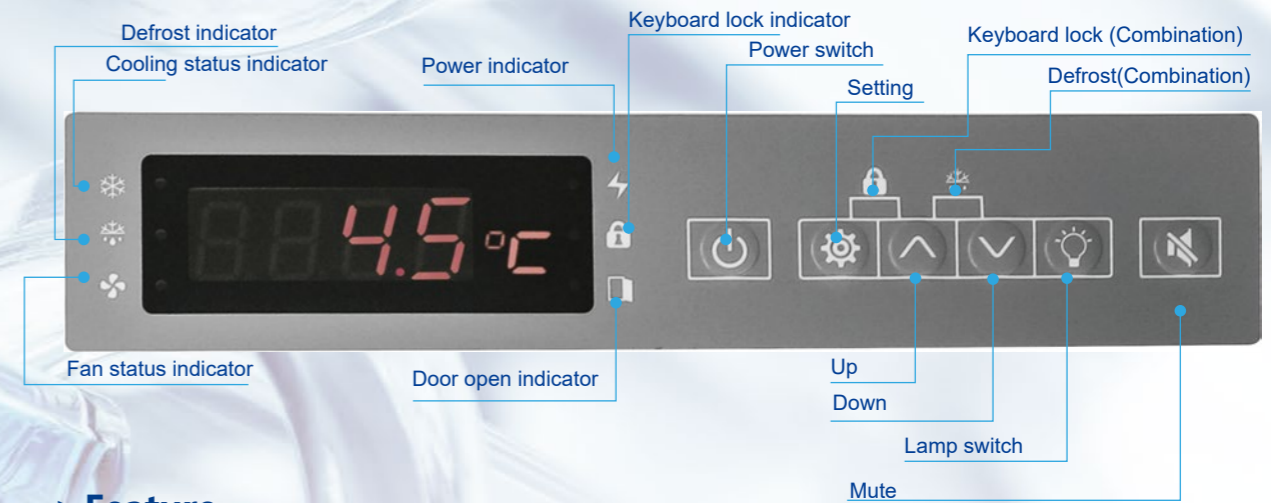 Keyboard lock indicator
Defrost indicator
Power switch
Keyboard lock (Combination)
Cooling status indicator
Power indicator
Defrost(Combination)
Setting
4.5 °C
Fan status indicator
Door open indicator
Up
Down
Lamp switch
Mute